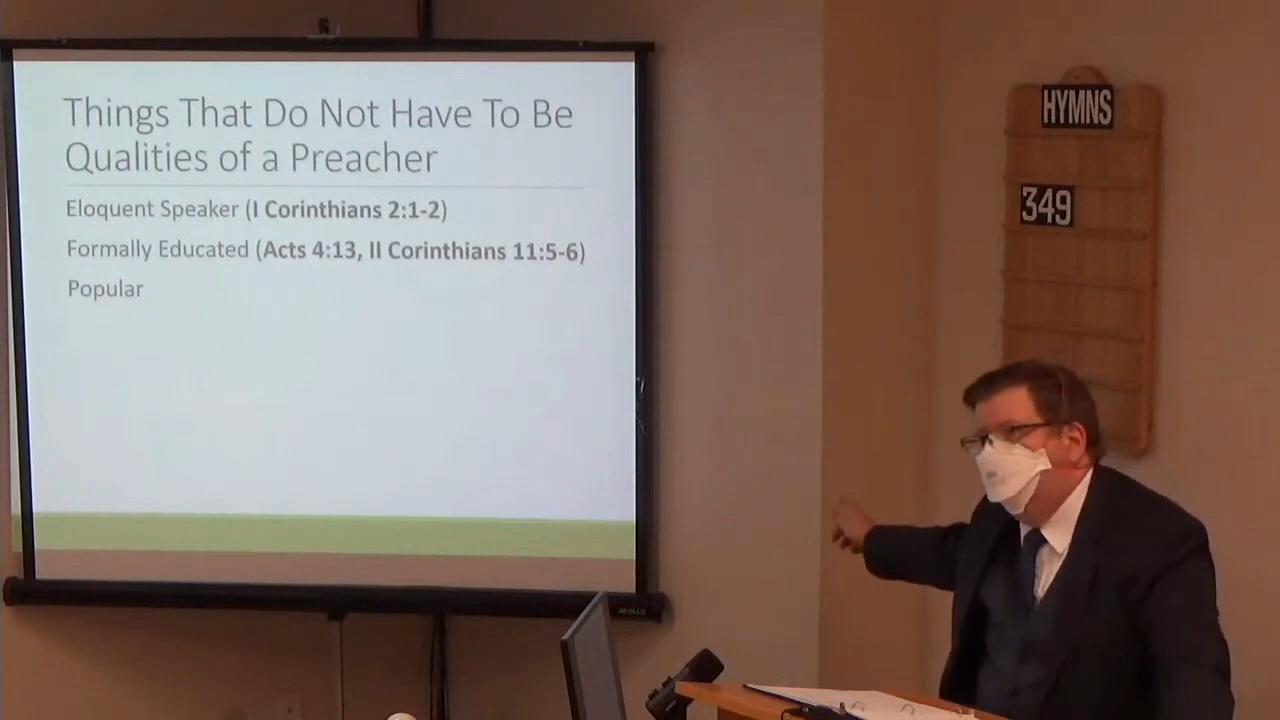 Things That Do Not Have To Be
Qualities of a Preacher
Eloquent Speaker (I Corinthians 2:1-2)
Formally Educated (Acts 4:13, II Corinthians 11:5-6)
Popular
HYMNS
349
APOLLO